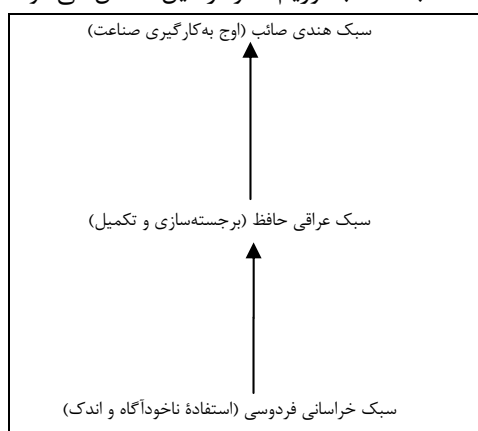 سبک هندی صائب (اوج به‌کارگیری صناعت)
سبک عراقی حافظ (برجسته‌سازی و تکمیل)
سبک خراسانی فردوسی (استفادهٔ ناخودآگاه و اندک)